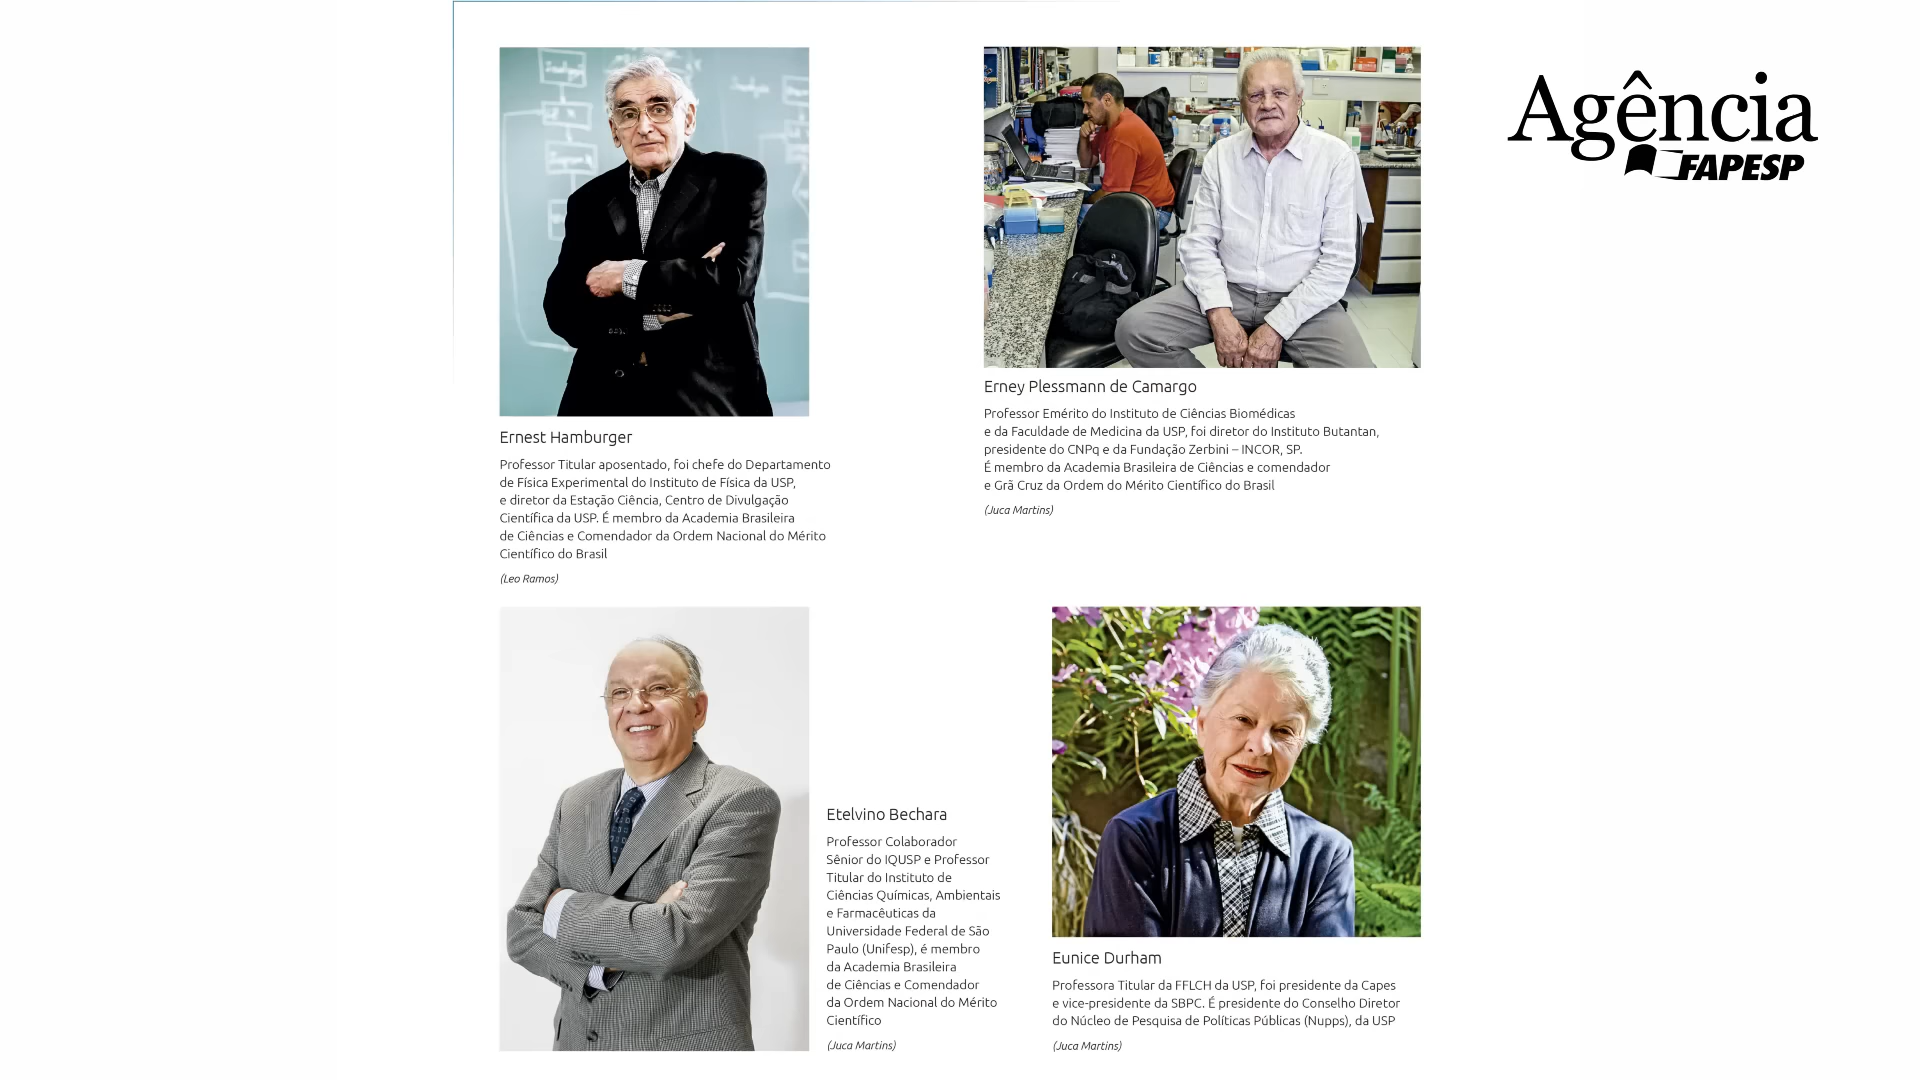 Agência
FAPESP
Ernest Hamburger
Professor Titular aposentado, foi chefe do Departamento
de Física Experimental do Instituto de Física da USP,
e diretor da Estação Ciência, Centro de Divulgação
Científica da USP. É membro da Academia Brasileira
de Ciências e Comendador da Ordem Nacional do Mérito
Científico do Brasil
(Leo Ramos)
Erney Plessmann de Camargo
Professor Emérito do Instituto de Ciências Biomédicas
e da Faculdade de Medicina da USP, foi diretor do Instituto Butantan,
presidente do CNPq e da Fundação Zerbini – INCOR, SP.
É membro da Academia Brasileira de Ciências e comendador
e Grã Cruz da Ordem do Mérito Científico do Brasil
(Juca Martins)
Etelvino Bechara
Professor Colaborador
Sênior do IQUSP e Professor
Titular do Instituto de
Ciências Químicas, Ambientais
e Farmacêuticas da
Universidade Federal de São
Paulo (Unifesp), é membro
da Academia Brasileira
de Ciências e Comendador
da Ordem Nacional do Mérito
Científico
(Juca Martins)
Eunice Durham
Professora Titular da FFLCH da USP, foi presidente da Capes
e vice-presidente da SBPC. É presidente do Conselho Diretor
do Núcleo de Pesquisa de Políticas Públicas (Nupps), da USP
(Juca Martins)